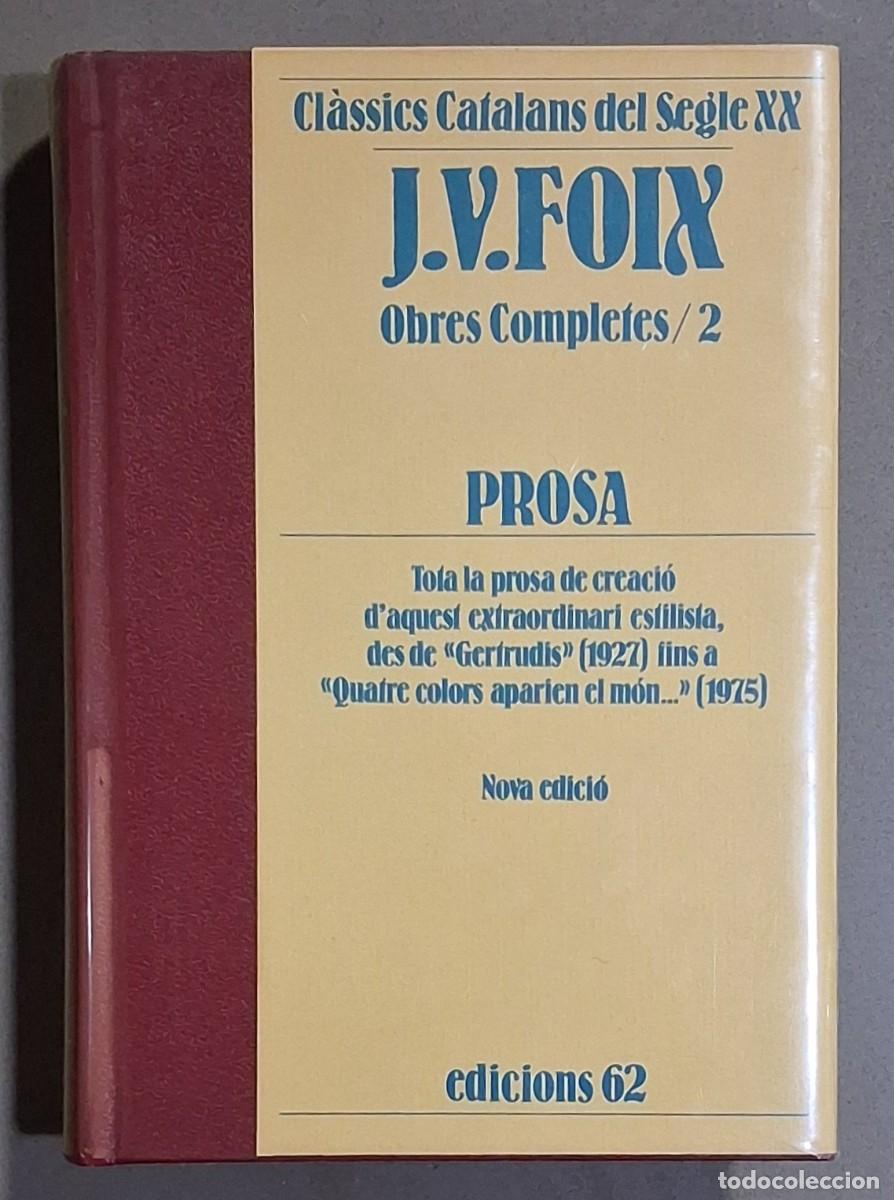 Clàssics Catalans del Segle XX
J.V.FOIX
Obres Completes/2
PROSA
Tota la prosa de creació
d'aquest extraordinari estilista,
des de «Gertrudis» (1927) fins a
«Quatre colors aparien el món...» (1975)
Nova edició
edicions 62
todocoleccion